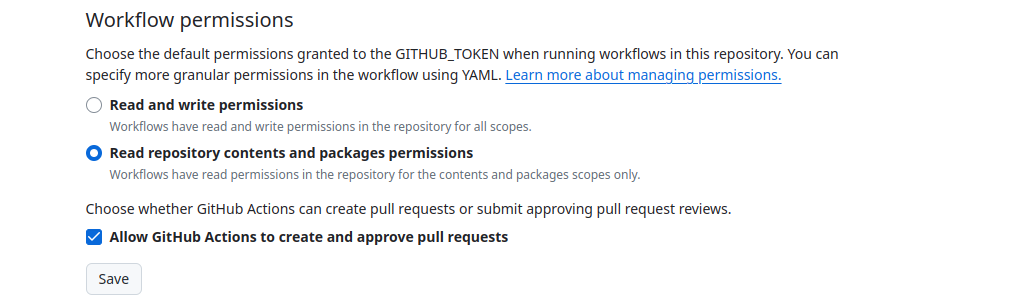 Workflow permissions
Choose the default permissions granted to the GITHUB_TOKEN when running workflows in this repository. You can
specify more granular permissions in the workflow using YAML. Learn more about managing permissions.
Read and write permissions
Workflows have read and write permissions in the repository for all scopes.
Read repository contents and packages permissions
Workflows have read permissions in the repository for the contents and packages scopes only.
Choose whether GitHub Actions can create pull requests or submit approving pull request reviews.
Allow GitHub Actions to create and approve pull requests
Save